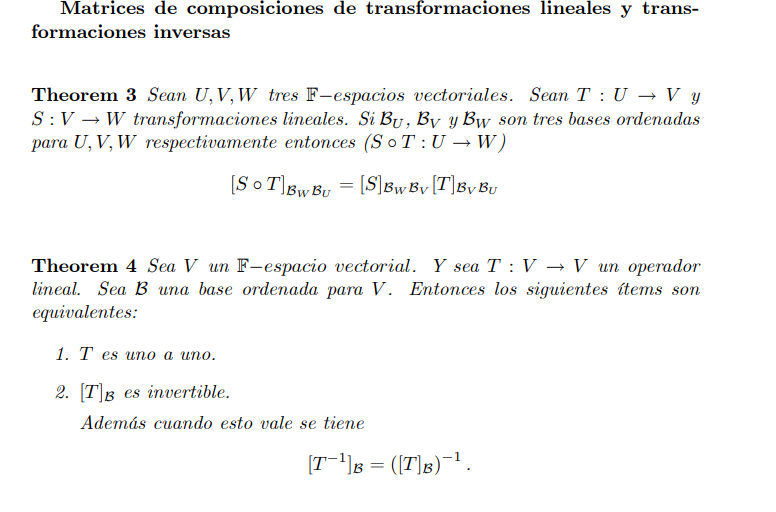 Matrices de composiciones de transformaciones lineales y trans-
formaciones inversas
Theorem 3 Sean U, V, W tres 𝔽−espacios vectoriales. Sean T : U → V y
S : V → W transformaciones lineales. Si ℬ_U, ℬ_V y ℬ_W son tres bases ordenadas
para U, V, W respectivamente entonces (S ∘ T : U → W)
[S ∘ T]_{ℬ_W ℬ_U} = [S]_{ℬ_W ℬ_V} [T]_{ℬ_V ℬ_U}
Theorem 4 Sea V un 𝔽−espacio vectorial. Y sea T : V → V un operador
lineal. Sea ℬ una base ordenada para V. Entonces los siguientes ítems son
equivalentes:
1. T es uno a uno.
2. [T]_ℬ es invertible.
Además cuando esto vale se tiene
[T^{−1}]_ℬ = ([T]_ℬ)^{−1}.